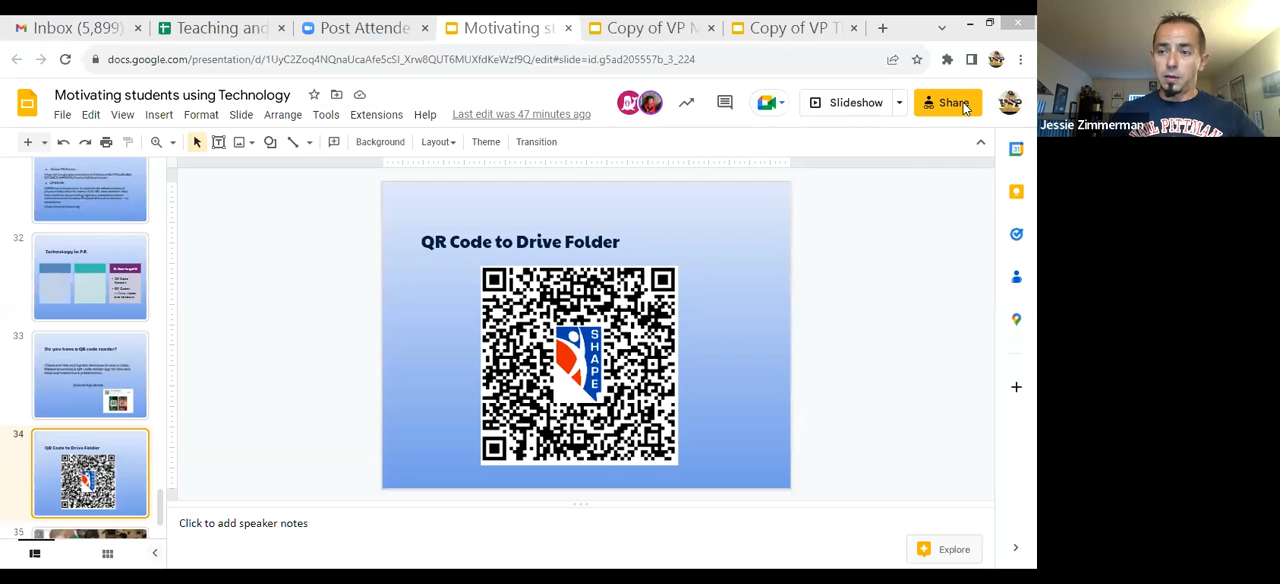 Inbox (5,899)
Teaching and
Post Attende
Motivating st
Copy of VP M
Copy of VP T
docs.google.com/presentation/d/1UyC2Zoq4NQnaUcaAfeScSI_Xrw8QUT6MUXfdKeWzf9Q/edit#slide=id.g5ad205557b_3_224
Motivating students using Technology
File Edit View Insert Format Slide Arrange Tools Extensions Help Last edit was 47 minutes ago
Slideshow
Share
Jessie Zimmerman
Background Layout Theme Transition
32
Technology in P.E.
33
Do you have a QR code reader?
34
QR Code to Drive Folder
35
QR Code to Drive Folder
SHAPE
Click to add speaker notes
Explore
31
PITTMAN